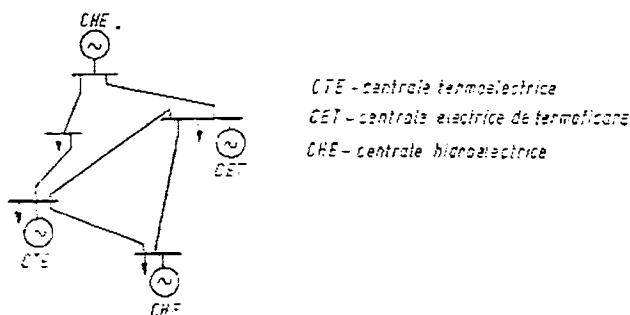 CHE
CTE - centrale termoelectrice
CET - centrale electrice de termoficare
CHE - centrale hidroelectrice
CET
CTE
CHE